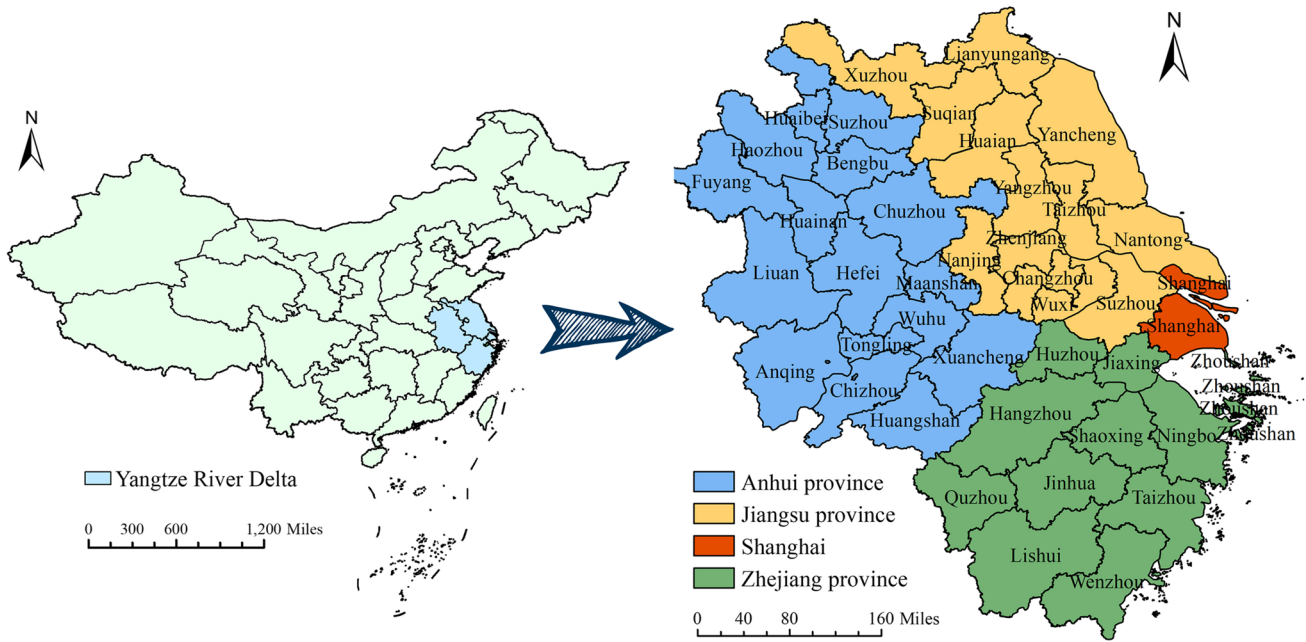 N
Yangtze River Delta
0 300 600 1,200 Miles
N
Lianyungang
Xuzhou
Suqian
Huaibei
Suzhou
Huaian
Yancheng
Haozhou
Bengbu
Fuyang
Yangzhou
Chuzhou
Taizhou
Huainan
Zhenjiang
Nantong
Nanjing
Liuan
Hefei
Maanshan
Changzhou
Shanghai
Wuxi
Suzhou
Wuhu
Shanghai
Tongling
Xuancheng
Huzhou
Jiaxing
Zhoushan
Anqing
Chizhou
Zhoushan
Huangshan
Hangzhou
Zhoushan
Shaoxing
Ningbo
Zhoushan
Anhui province
Jiangsu province
Shanghai
Zhejiang province
Quzhou
Jinhua
Taizhou
Lishui
Wenzhou
0 40 80 160 Miles